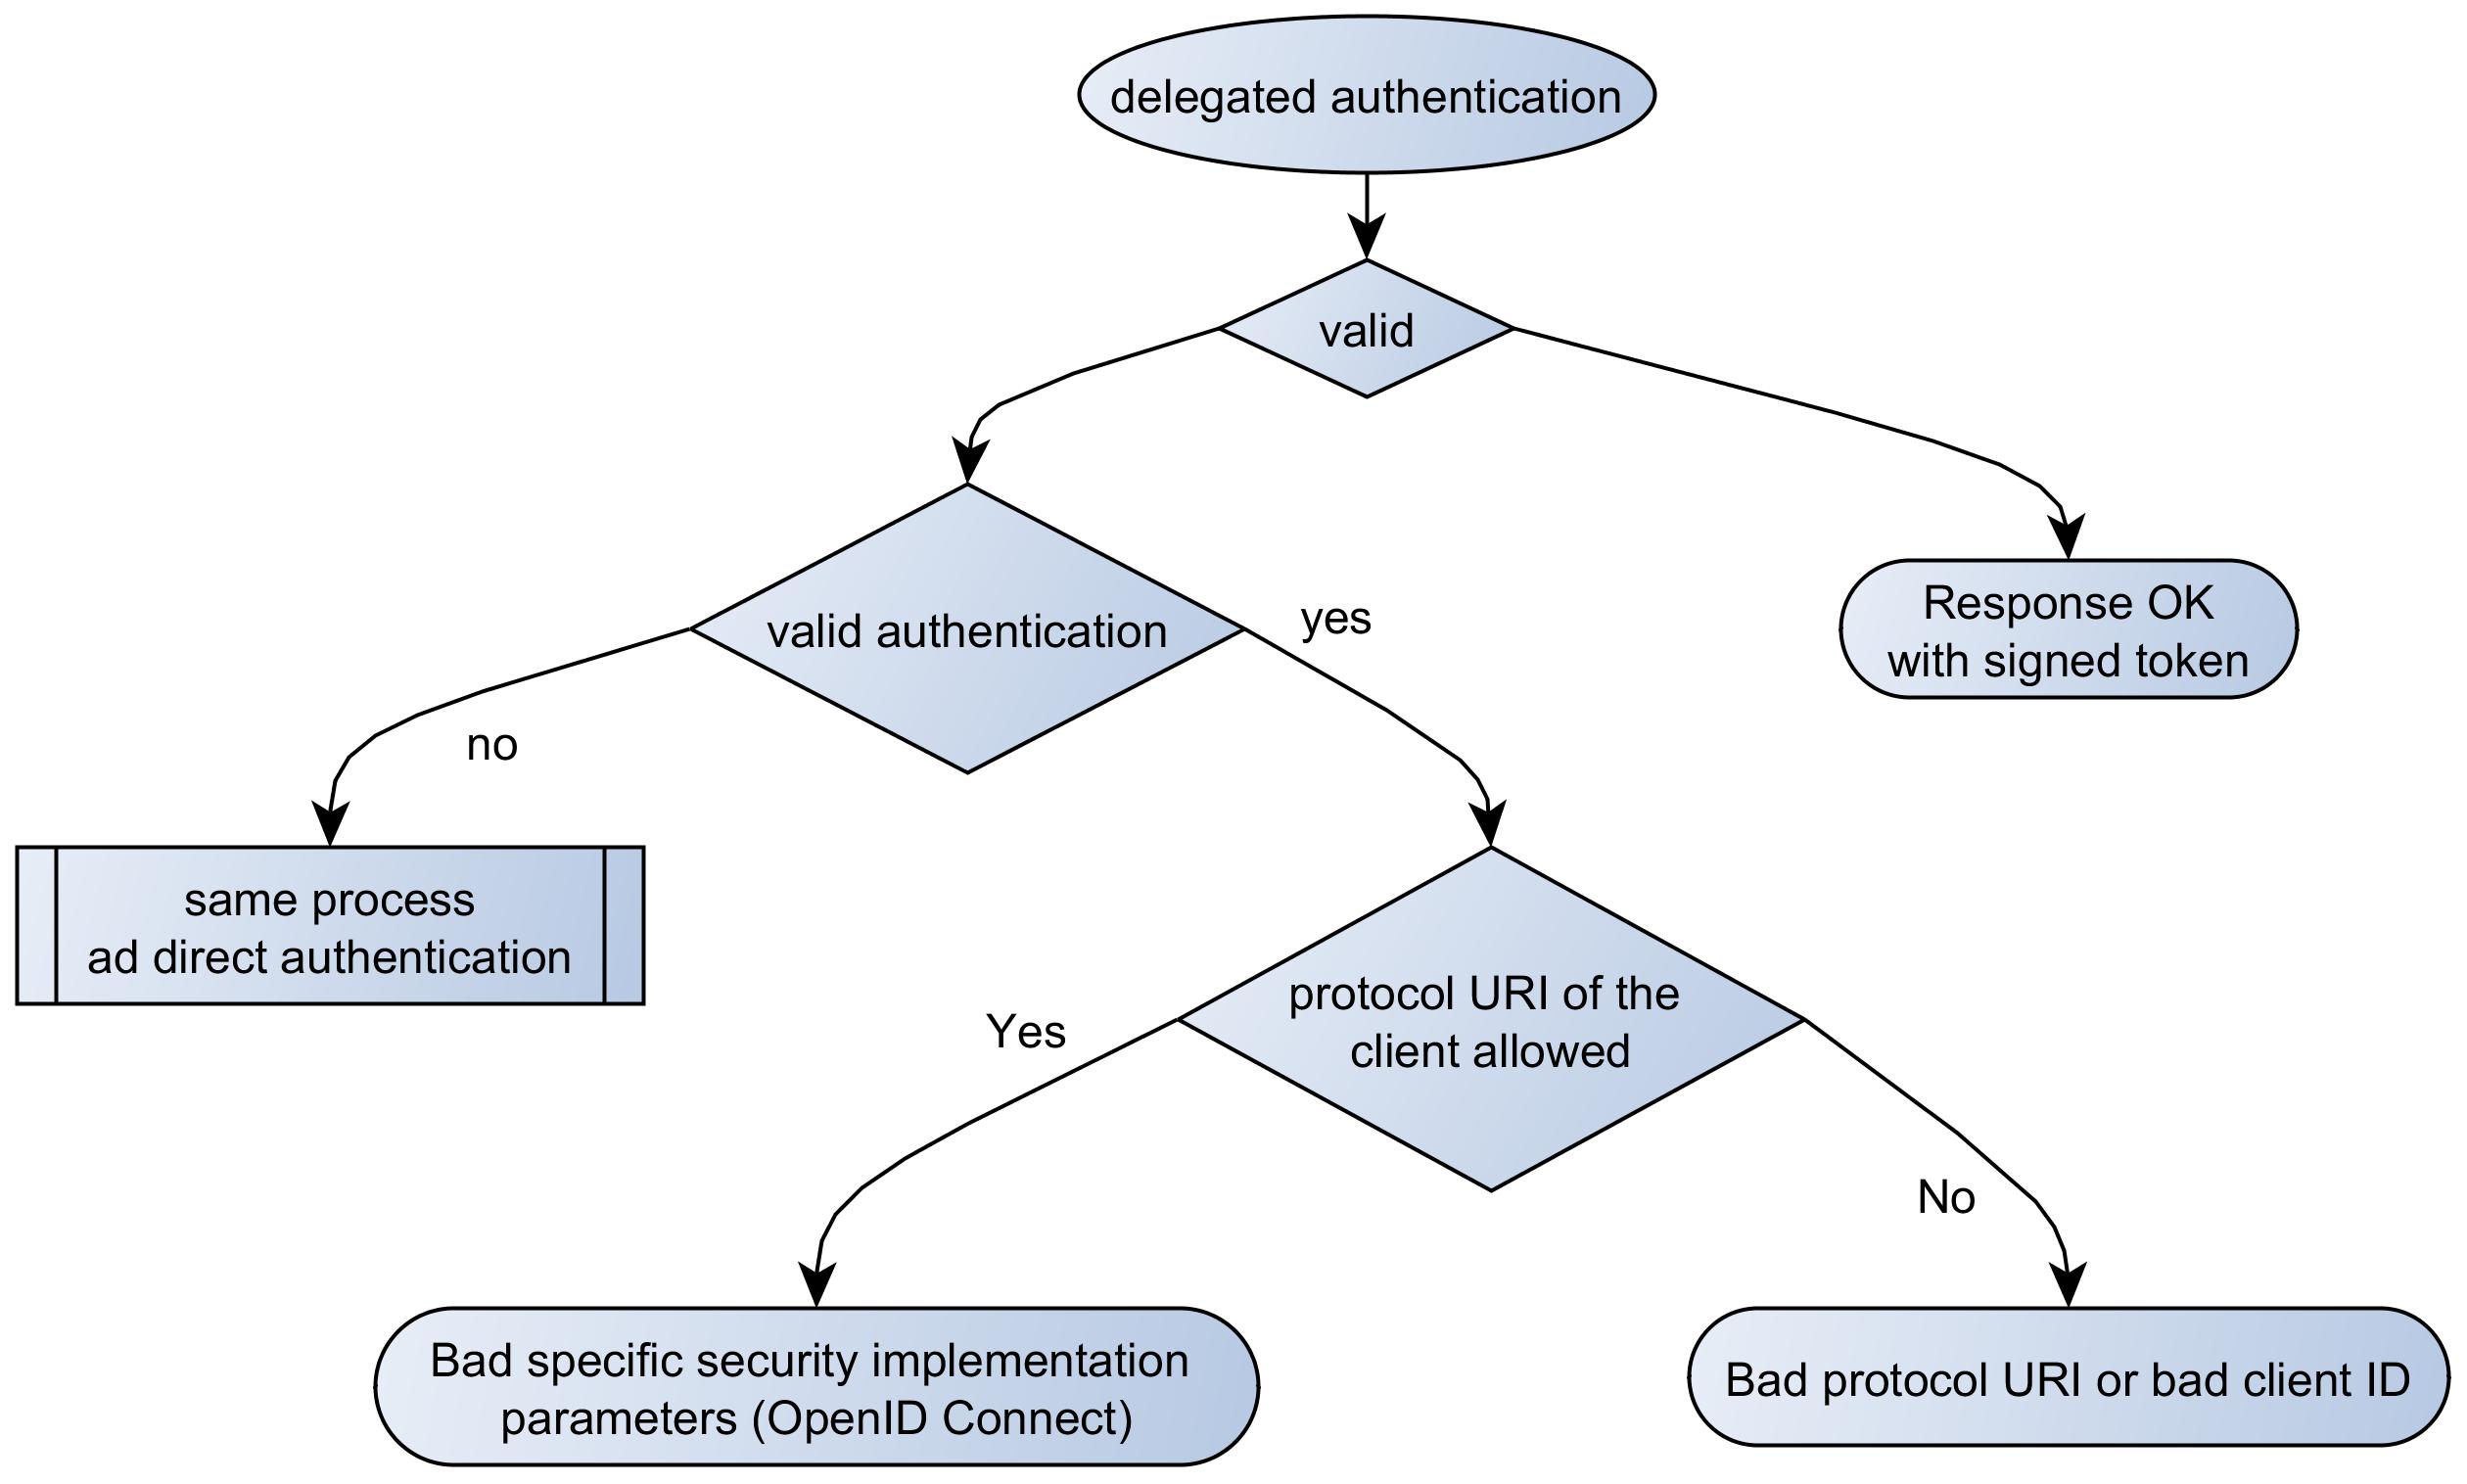 delegated authentication
valid
Response OK
with signed token
valid authentication
yes
no
same process
ad direct authentication
protocol URI of the
client allowed
Yes
No
Bad specific security implementation
parameters (OpenID Connect)
Bad protocol URI or bad client ID